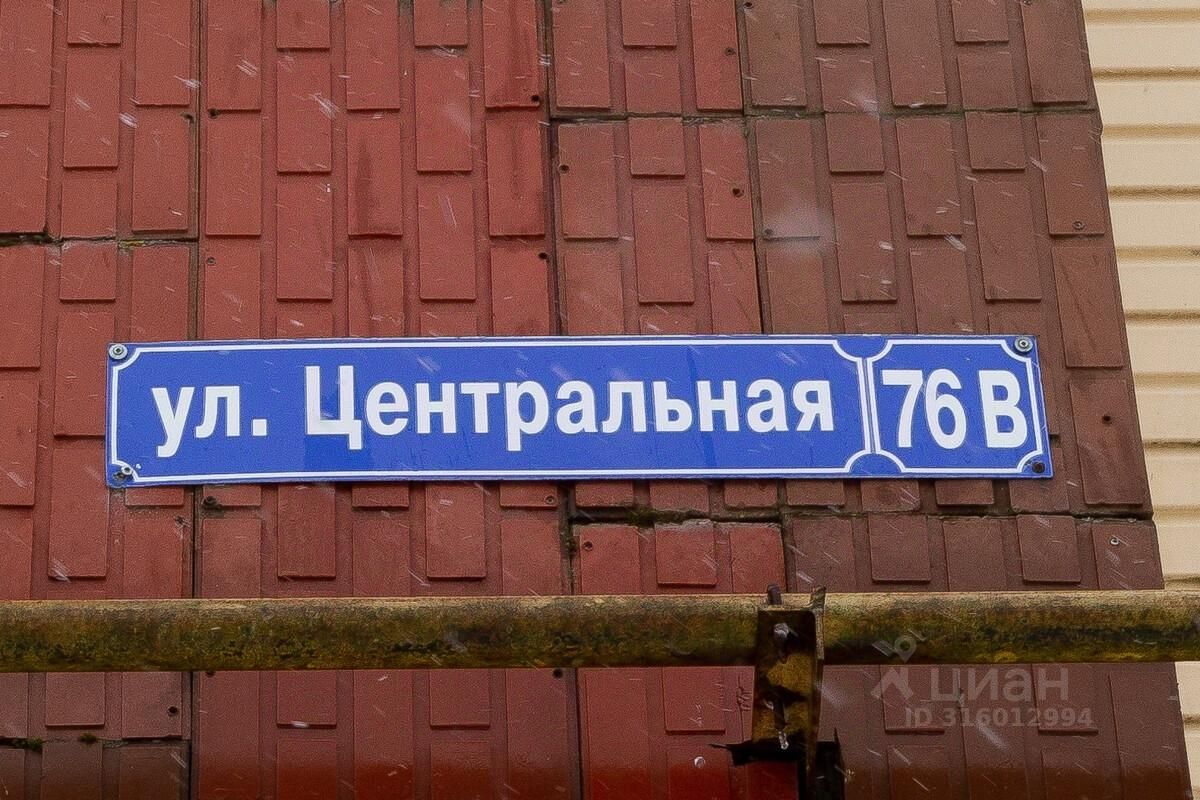 ул. Центральная 76 В
циан
ID 316012994